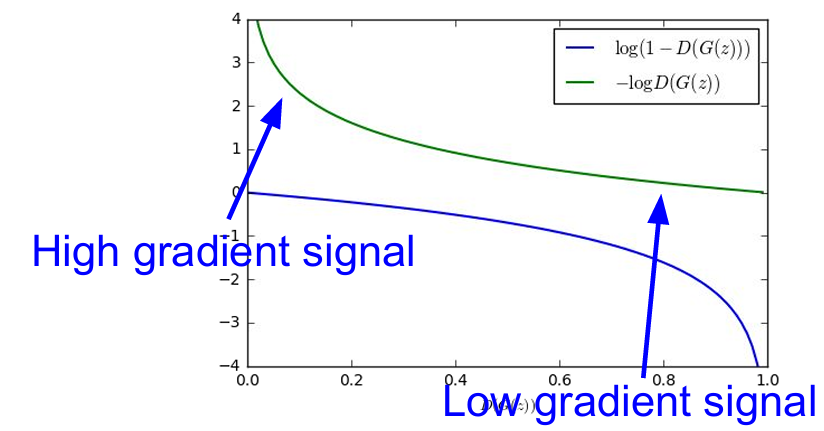 4
3
2
1
0
−1
−2
−3
−4
0.0 0.2 0.4 0.6 0.8 1.0
D(G(z))
log(1 − D(G(z)))
−logD(G(z))
High gradient signal
Low gradient signal